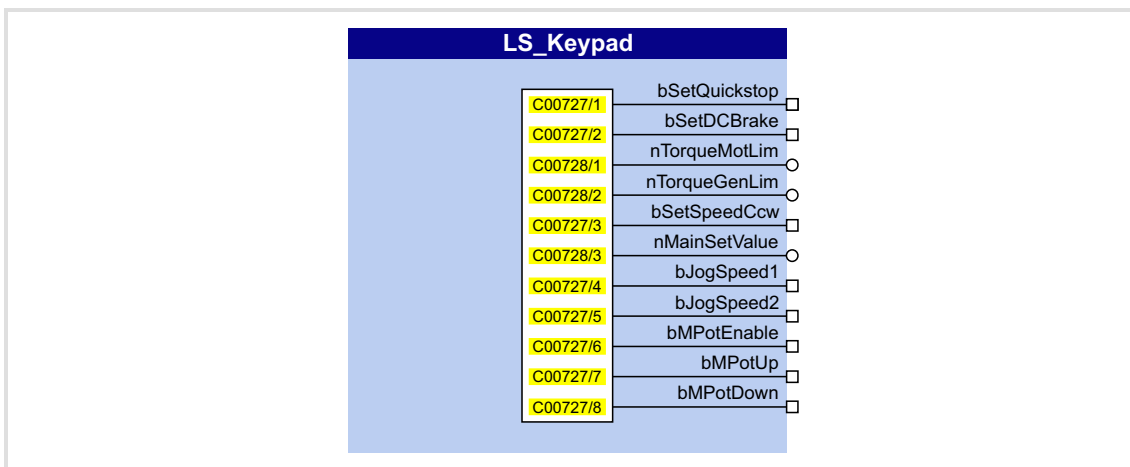 LS_Keypad
C00727/1 bSetQuickstop
C00727/2 bSetDCBrake
C00728/1 nTorqueMotLim
C00728/2 nTorqueGenLim
C00727/3 bSetSpeedCcw
C00728/3 nMainSetValue
C00727/4 bJogSpeed1
C00727/5 bJogSpeed2
C00727/6 bMPotEnable
C00727/7 bMPotUp
C00727/8 bMPotDown